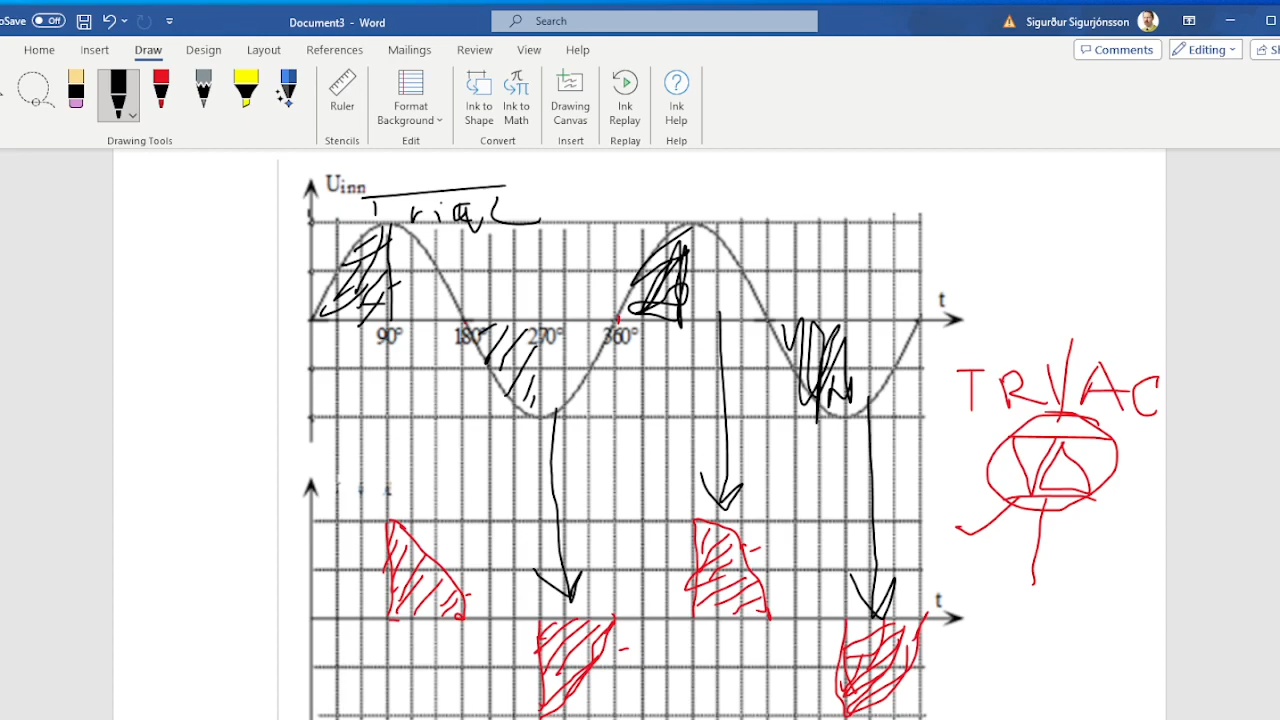 oSave Off Document3 - Word Search Sigurður Sigurjónsson
Home Insert Draw Design Layout References Mailings Review View Help Comments Editing Sh
Ruler Format Background Ink to Shape Ink to Math Drawing Canvas Ink Replay Ink Help
Drawing Tools Stencils Edit Convert Insert Replay Help
Uinn
Triac
t
90° 180° 270° 360°
TRIAC
t